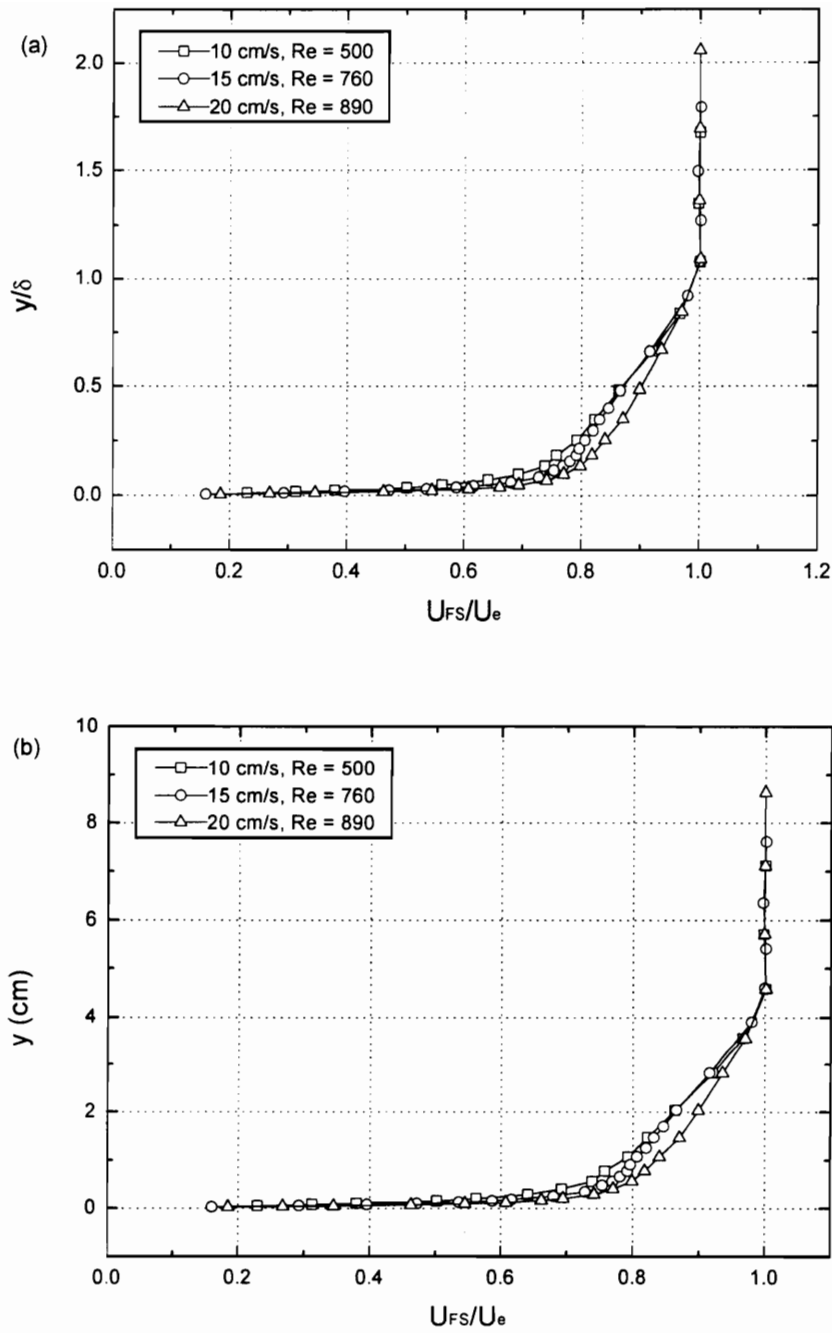 (a)
10 cm/s, Re = 500
15 cm/s, Re = 760
20 cm/s, Re = 890
2.0
1.5
1.0
0.5
0.0
y/δ
0.0 0.2 0.4 0.6 0.8 1.0 1.2
UFS/Ue
(b)
10 cm/s, Re = 500
15 cm/s, Re = 760
20 cm/s, Re = 890
10
8
6
4
2
0
y (cm)
0.0 0.2 0.4 0.6 0.8 1.0
UFS/Ue